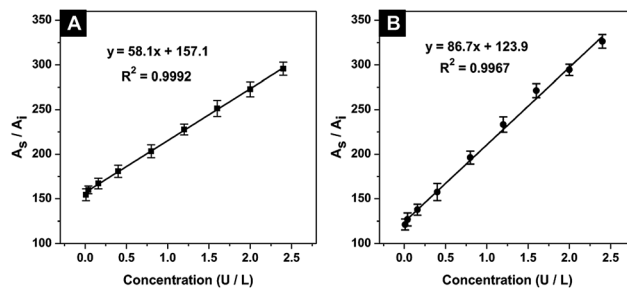 A
y = 58.1x + 157.1
R² = 0.9992
As / Ai
350
300
250
200
150
100
0.0 0.5 1.0 1.5 2.0 2.5
Concentration (U / L)
B
y = 86.7x + 123.9
R² = 0.9967
As / Ai
350
300
250
200
150
100
0.0 0.5 1.0 1.5 2.0 2.5
Concentration (U / L)